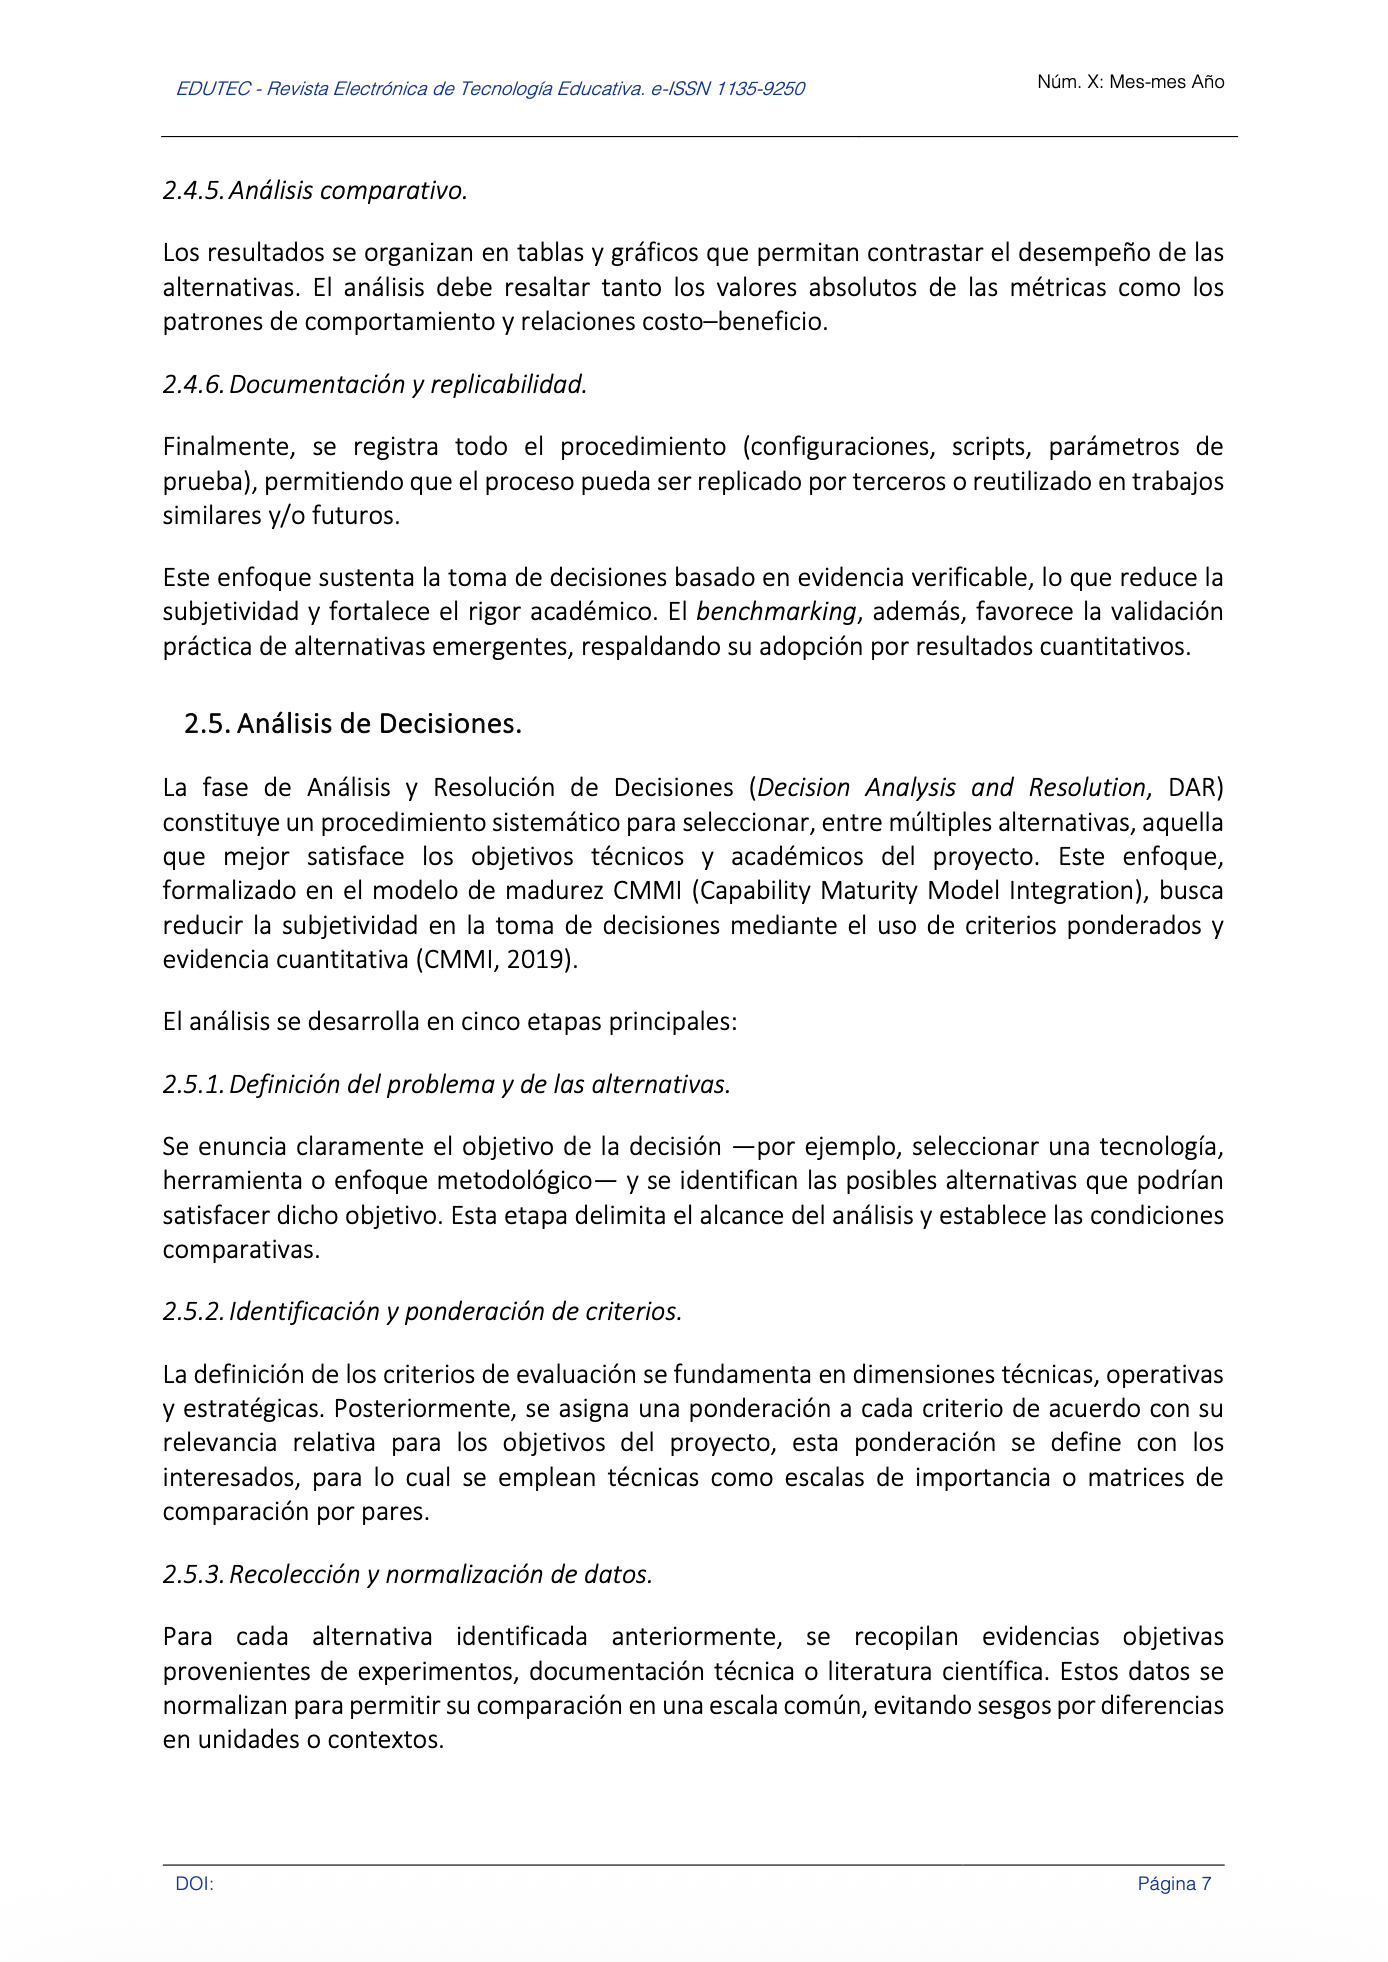 EDUTEC - Revista Electrónica de Tecnología Educativa. e-ISSN 1135-9250
Núm. X: Mes-mes Año
2.4.5. Análisis comparativo.
Los resultados se organizan en tablas y gráficos que permitan contrastar el desempeño de las
alternativas. El análisis debe resaltar tanto los valores absolutos de las métricas como los
patrones de comportamiento y relaciones costo–beneficio.
2.4.6. Documentación y replicabilidad.
Finalmente, se registra todo el procedimiento (configuraciones, scripts, parámetros de
prueba), permitiendo que el proceso pueda ser replicado por terceros o reutilizado en trabajos
similares y/o futuros.
Este enfoque sustenta la toma de decisiones basado en evidencia verificable, lo que reduce la
subjetividad y fortalece el rigor académico. El benchmarking, además, favorece la validación
práctica de alternativas emergentes, respaldando su adopción por resultados cuantitativos.
2.5. Análisis de Decisiones.
La fase de Análisis y Resolución de Decisiones (Decision Analysis and Resolution, DAR)
constituye un procedimiento sistemático para seleccionar, entre múltiples alternativas, aquella
que mejor satisface los objetivos técnicos y académicos del proyecto. Este enfoque,
formalizado en el modelo de madurez CMMI (Capability Maturity Model Integration), busca
reducir la subjetividad en la toma de decisiones mediante el uso de criterios ponderados y
evidencia cuantitativa (CMMI, 2019).
El análisis se desarrolla en cinco etapas principales:
2.5.1. Definición del problema y de las alternativas.
Se enuncia claramente el objetivo de la decisión —por ejemplo, seleccionar una tecnología,
herramienta o enfoque metodológico— y se identifican las posibles alternativas que podrían
satisfacer dicho objetivo. Esta etapa delimita el alcance del análisis y establece las condiciones
comparativas.
2.5.2. Identificación y ponderación de criterios.
La definición de los criterios de evaluación se fundamenta en dimensiones técnicas, operativas
y estratégicas. Posteriormente, se asigna una ponderación a cada criterio de acuerdo con su
relevancia relativa para los objetivos del proyecto, esta ponderación se define con los
interesados, para lo cual se emplean técnicas como escalas de importancia o matrices de
comparación por pares.
2.5.3. Recolección y normalización de datos.
Para cada alternativa identificada anteriormente, se recopilan evidencias objetivas
provenientes de experimentos, documentación técnica o literatura científica. Estos datos se
normalizan para permitir su comparación en una escala común, evitando sesgos por diferencias
en unidades o contextos.
DOI:
Página 7